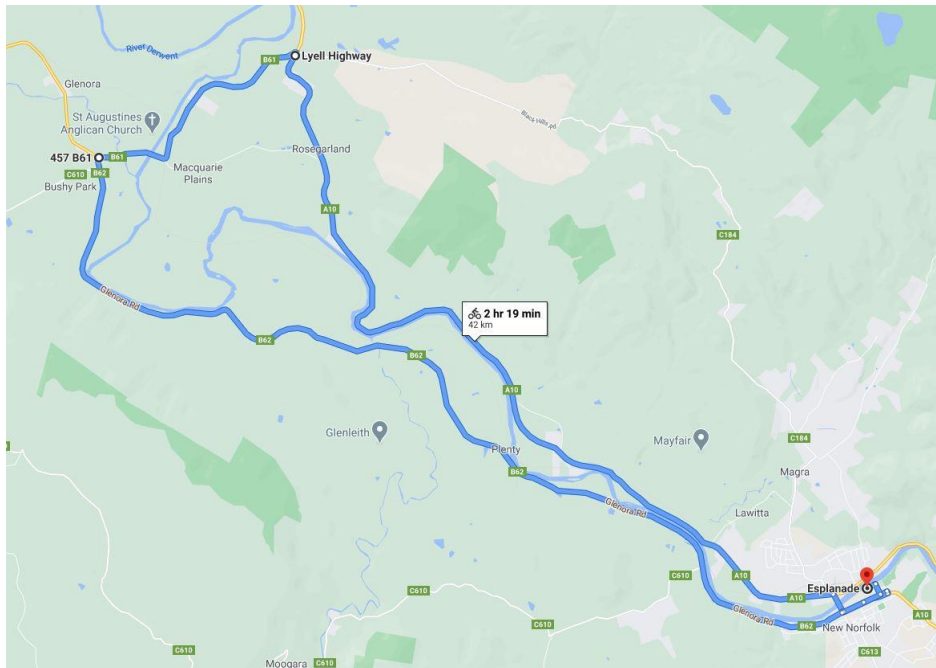 River Derwent
B61
Lyell Highway
Glenora
St Augustines
Anglican Church
Black Hills Rd
457 B61
B61
Rosegarland
C610
B62
Macquarie
Plains
Bushy Park
A10
C184
Glenora Rd
2 hr 19 min
42 km
B62
B62
A10
Glenleith
Mayfair
C184
Plenty
B62
Magra
Glenora Rd
Lawitta
C610
A10
Esplanade
C610
A10
Glenora Rd
B62
New Norfolk
A10
C610
C613
Moogara
C610